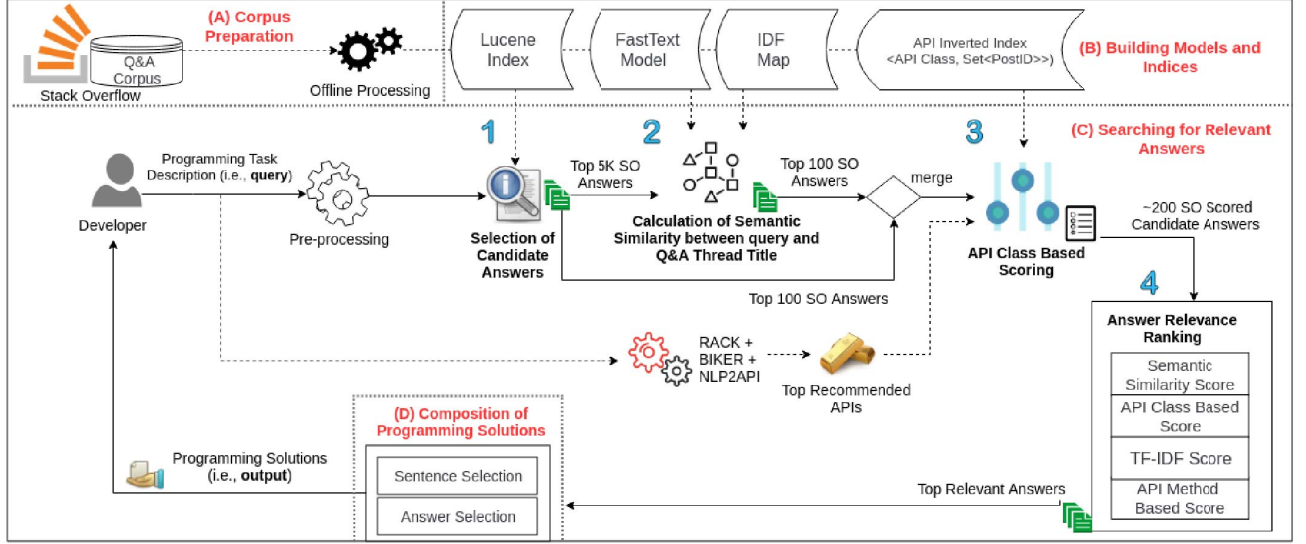 (A) Corpus
Preparation
Q&A
Corpus
Stack Overflow
Offline Processing
Lucene
Index
FastText
Model
IDF
Map
API Inverted Index
<API Class, Set<PostID>>)
(B) Building Models and
Indices
1
2
3
(C) Searching for Relevant
Answers
Developer
Programming Task
Description (i.e., query)
Pre-processing
Selection of
Candidate
Answers
Top 5K SO
Answers
Calculation of Semantic
Similarity between query and
Q&A Thread Title
Top 100 SO
Answers
merge
Top 100 SO Answers
API Class Based
Scoring
~200 SO Scored
Candidate Answers
4
RACK +
BIKER +
NLP2API
Top Recommended
APIs
Answer Relevance
Ranking
Semantic
Similarity Score
API Class Based
Score
TF-IDF Score
API Method
Based Score
Top Relevant Answers
(D) Composition of
Programming Solutions
Sentence Selection
Answer Selection
Programming Solutions
(i.e., output)